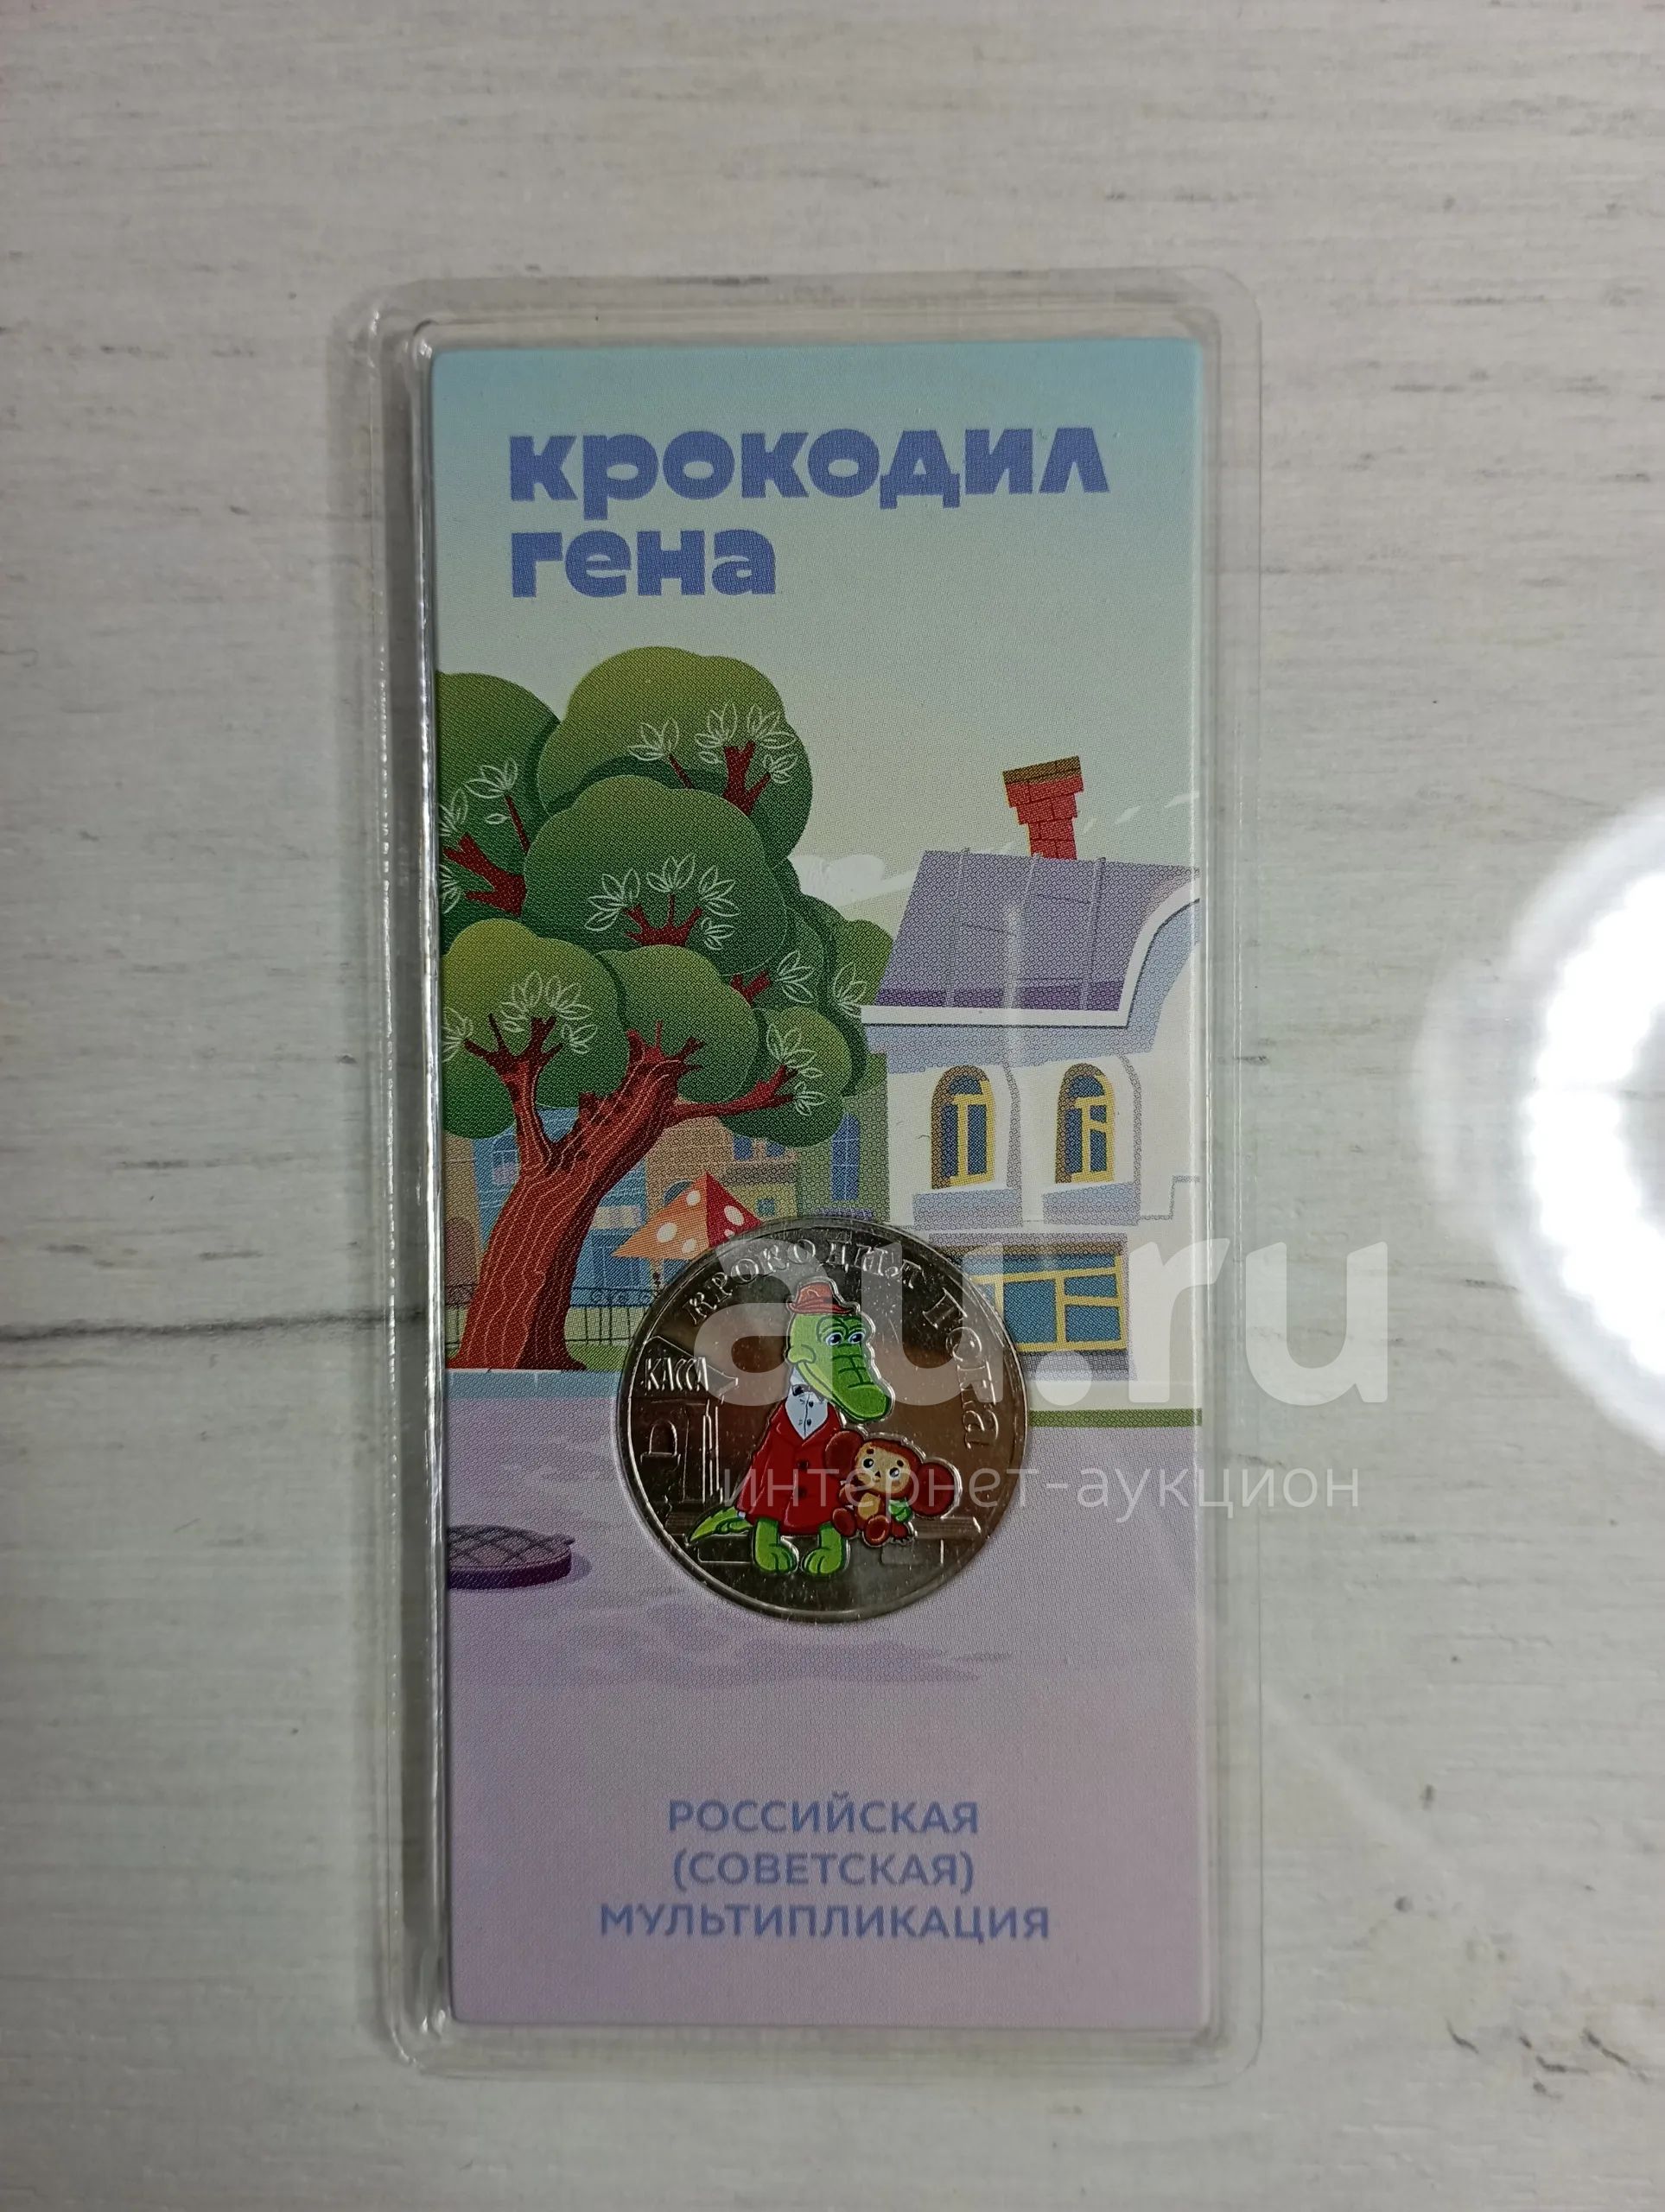 крокодил
гена
КРОКОДИЛ ГЕНА
КАССА
au.ru
интернет-аукцион
РОССИЙСКАЯ
(СОВЕТСКАЯ)
МУЛЬТИПЛИКАЦИЯ